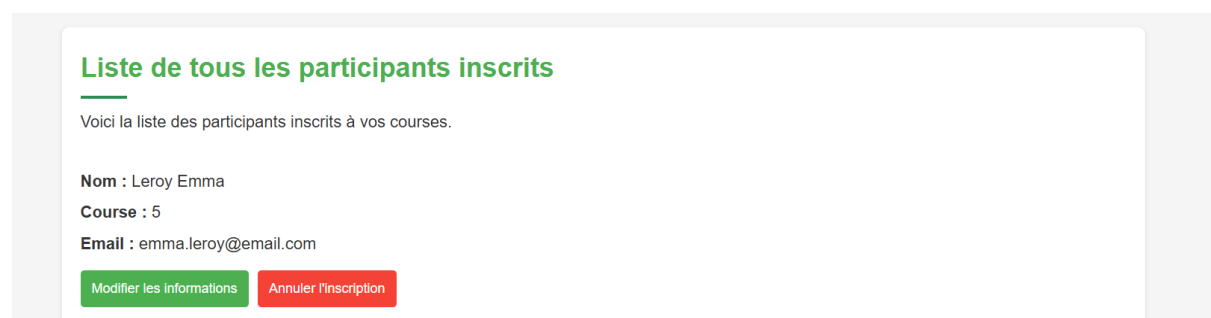 Liste de tous les participants inscrits
Voici la liste des participants inscrits à vos courses.
Nom : Leroy Emma
Course : 5
Email : emma.leroy@email.com
Modifier les informations Annuler l'inscription